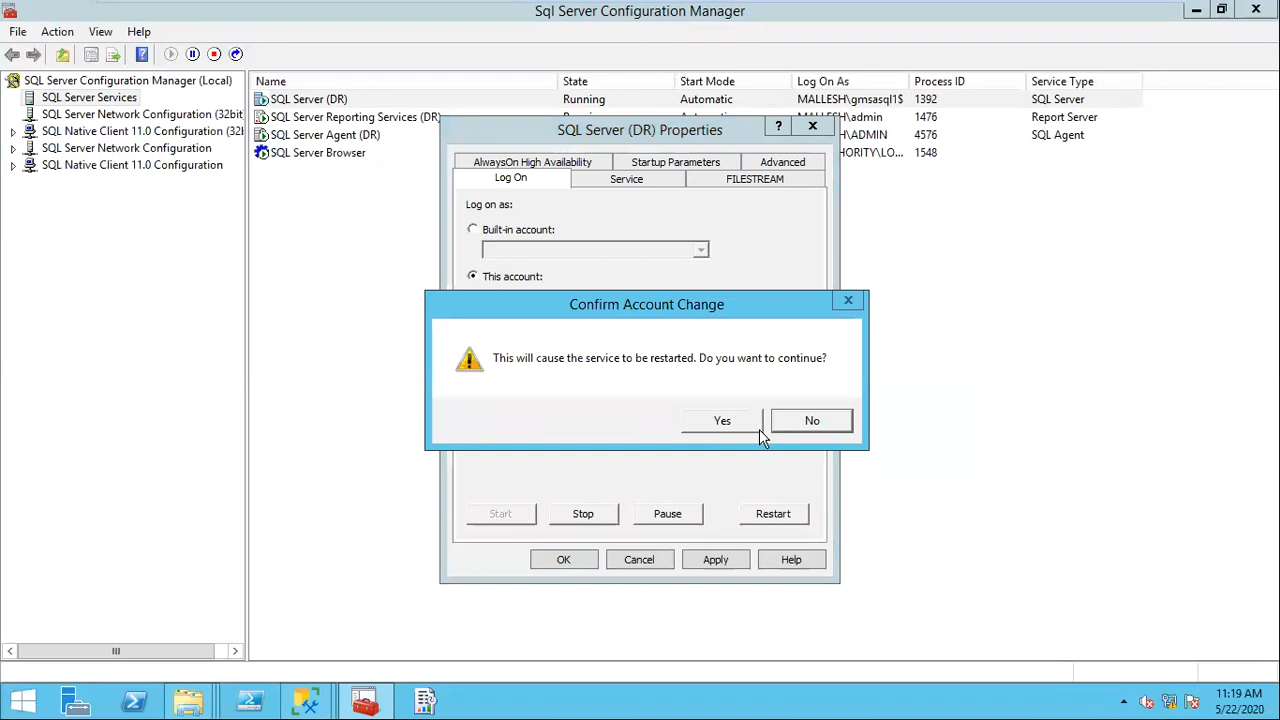 Sql Server Configuration Manager
File Action View Help
SQL Server Configuration Manager (Local)
SQL Server Services
SQL Server Network Configuration (32bit
SQL Native Client 11.0 Configuration (32
SQL Server Network Configuration
SQL Native Client 11.0 Configuration
Name State Start Mode Log On As Process ID Service Type
SQL Server (DR) Running Automatic MALLESH\gmsasql1$ 1392 SQL Server
SQL Server Reporting Services (DR) MALLESH\admin 1476 Report Server
SQL Server Agent (DR) \ADMIN 4576 SQL Agent
SQL Server Browser HORITY\LO... 1548
SQL Server (DR) Properties
?
AlwaysOn High Availability Startup Parameters Advanced
Log On Service FILESTREAM
Log on as:
Built-in account:
This account:
Confirm Account Change
This will cause the service to be restarted. Do you want to continue?
Yes No
Start Stop Pause Restart
OK Cancel Apply Help
11:19 AM
5/22/2020